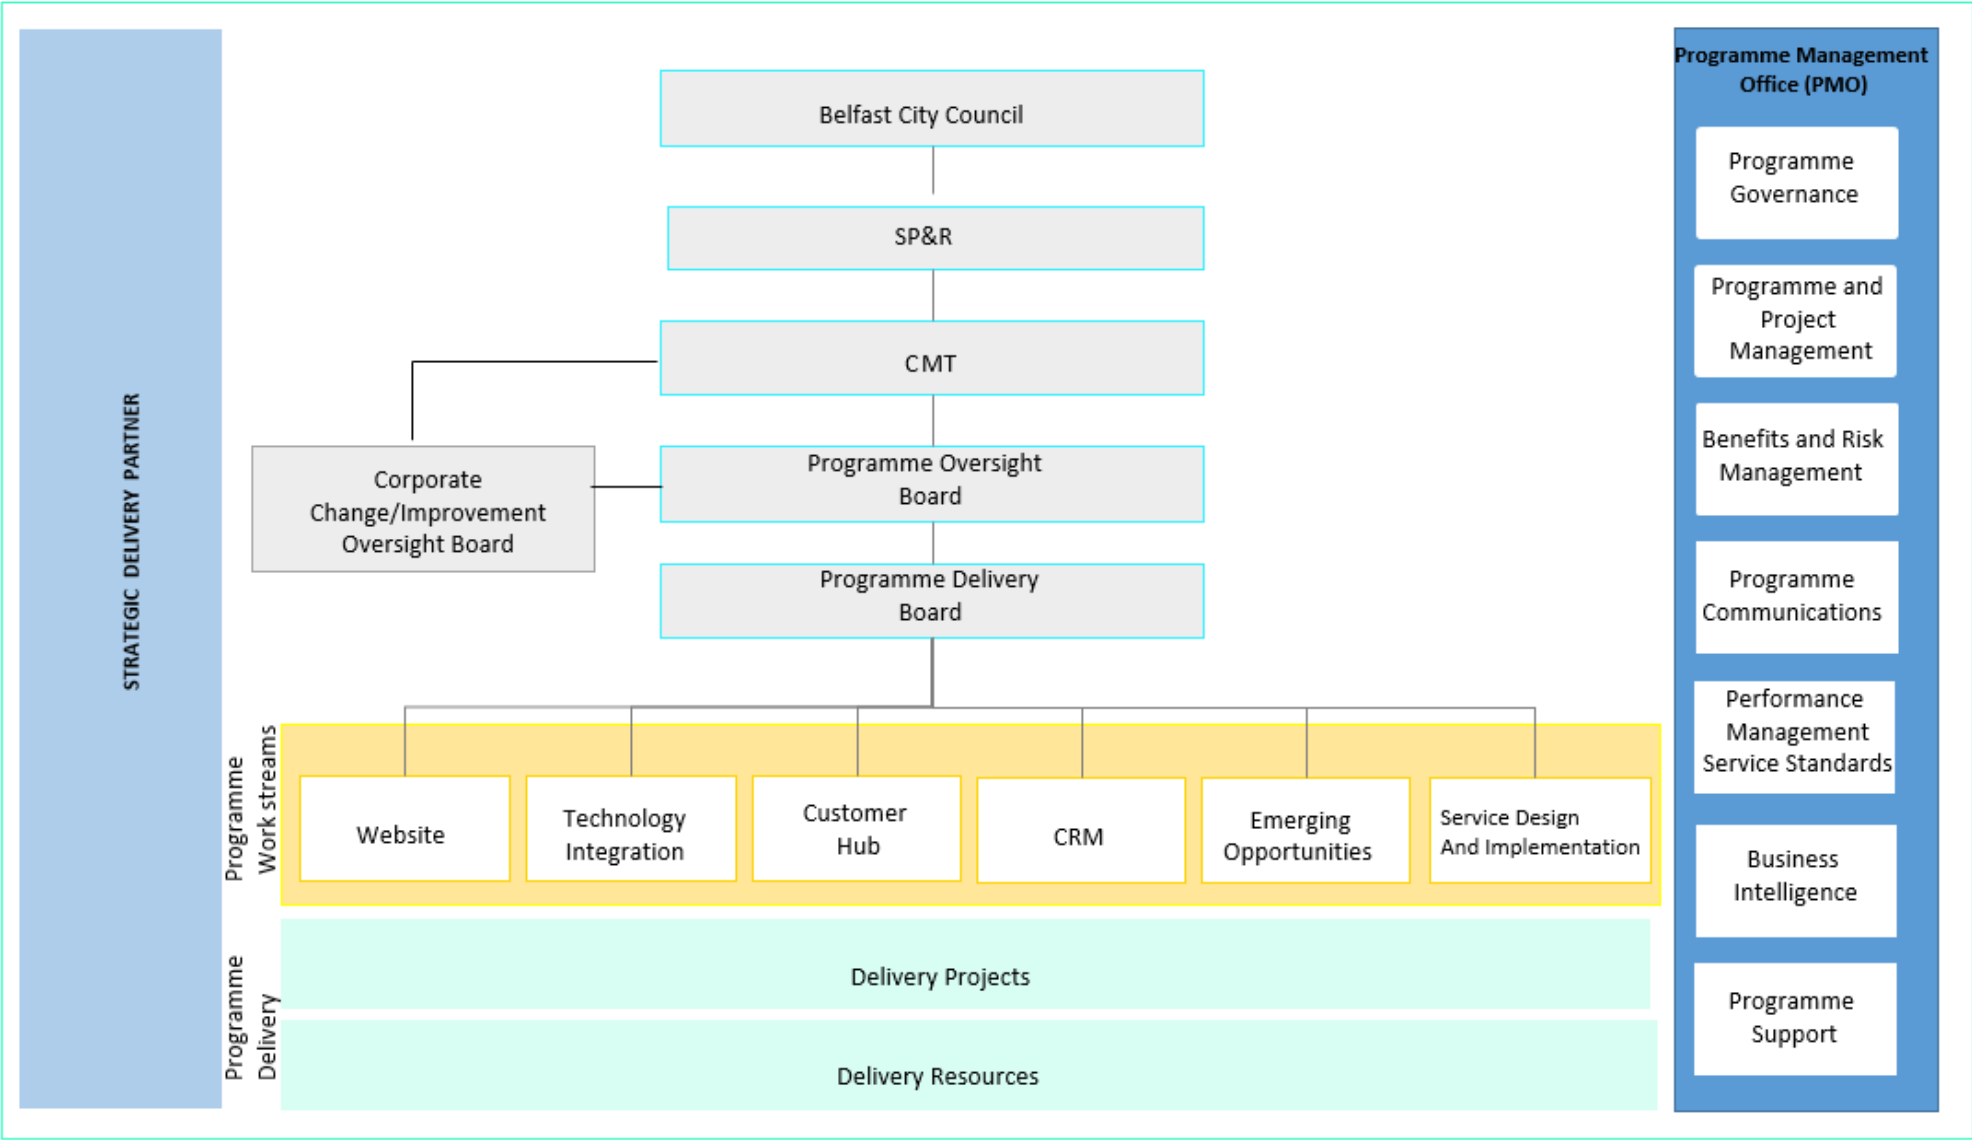 STRATEGIC DELIVERY PARTNER
Belfast City Council
SP&R
CMT
Corporate
Change/Improvement
Oversight Board
Programme Oversight
Board
Programme Delivery
Board
Programme
Work streams
Website
Technology
Integration
Customer
Hub
CRM
Emerging
Opportunities
Service Design
And Implementation
Programme
Delivery
Delivery Projects
Delivery Resources
Programme Management
Office (PMO)
Programme
Governance
Programme and
Project
Management
Benefits and Risk
Management
Programme
Communications
Performance
Management
Service Standards
Business
Intelligence
Programme
Support